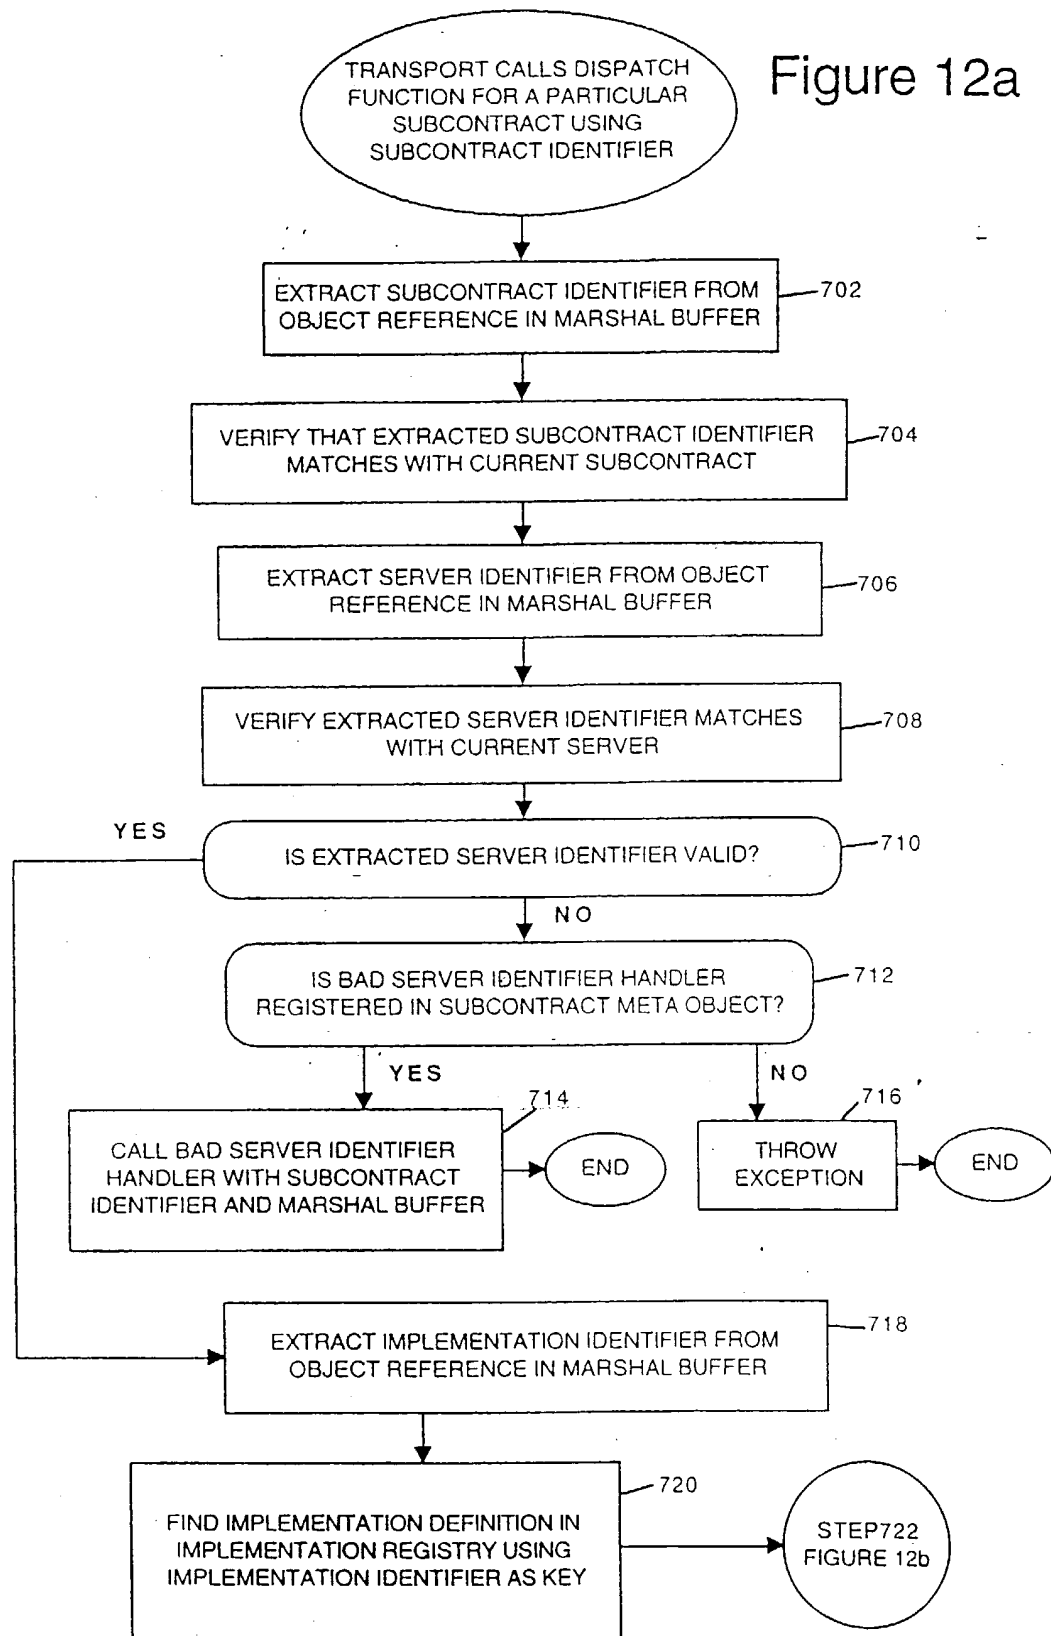 Figure 12a
TRANSPORT CALLS DISPATCH
FUNCTION FOR A PARTICULAR
SUBCONTRACT USING
SUBCONTRACT IDENTIFIER
EXTRACT SUBCONTRACT IDENTIFIER FROM
OBJECT REFERENCE IN MARSHAL BUFFER
702
VERIFY THAT EXTRACTED SUBCONTRACT IDENTIFIER
MATCHES WITH CURRENT SUBCONTRACT
704
EXTRACT SERVER IDENTIFIER FROM OBJECT
REFERENCE IN MARSHAL BUFFER
706
VERIFY EXTRACTED SERVER IDENTIFIER MATCHES
WITH CURRENT SERVER
708
YES
IS EXTRACTED SERVER IDENTIFIER VALID?
710
NO
IS BAD SERVER IDENTIFIER HANDLER
REGISTERED IN SUBCONTRACT META OBJECT?
712
YES
NO
714
CALL BAD SERVER IDENTIFIER
HANDLER WITH SUBCONTRACT
IDENTIFIER AND MARSHAL BUFFER
END
716
THROW
EXCEPTION
END
EXTRACT IMPLEMENTATION IDENTIFIER FROM
OBJECT REFERENCE IN MARSHAL BUFFER
718
720
FIND IMPLEMENTATION DEFINITION IN
IMPLEMENTATION REGISTRY USING
IMPLEMENTATION IDENTIFIER AS KEY
STEP722
FIGURE 12b